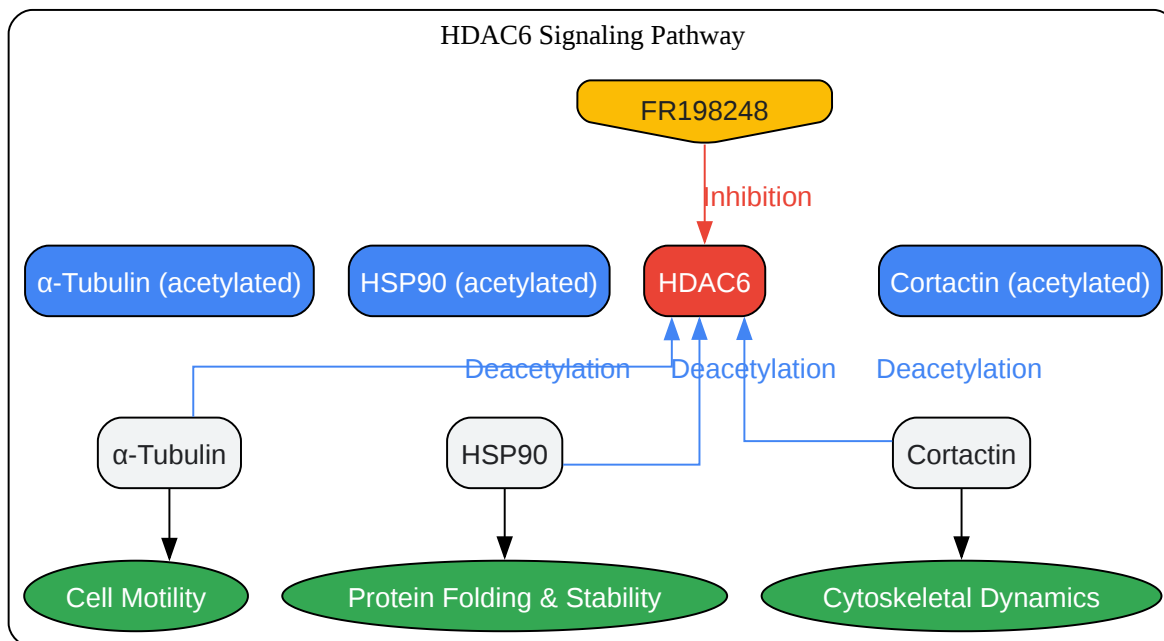 HDAC6 Signaling Pathway
FR198248
Inhibition
α-Tubulin (acetylated)
HSP90 (acetylated)
HDAC6
Cortactin (acetylated)
Deacetylation
Deacetylation
Deacetylation
α-Tubulin
HSP90
Cortactin
Cell Motility
Protein Folding & Stability
Cytoskeletal Dynamics